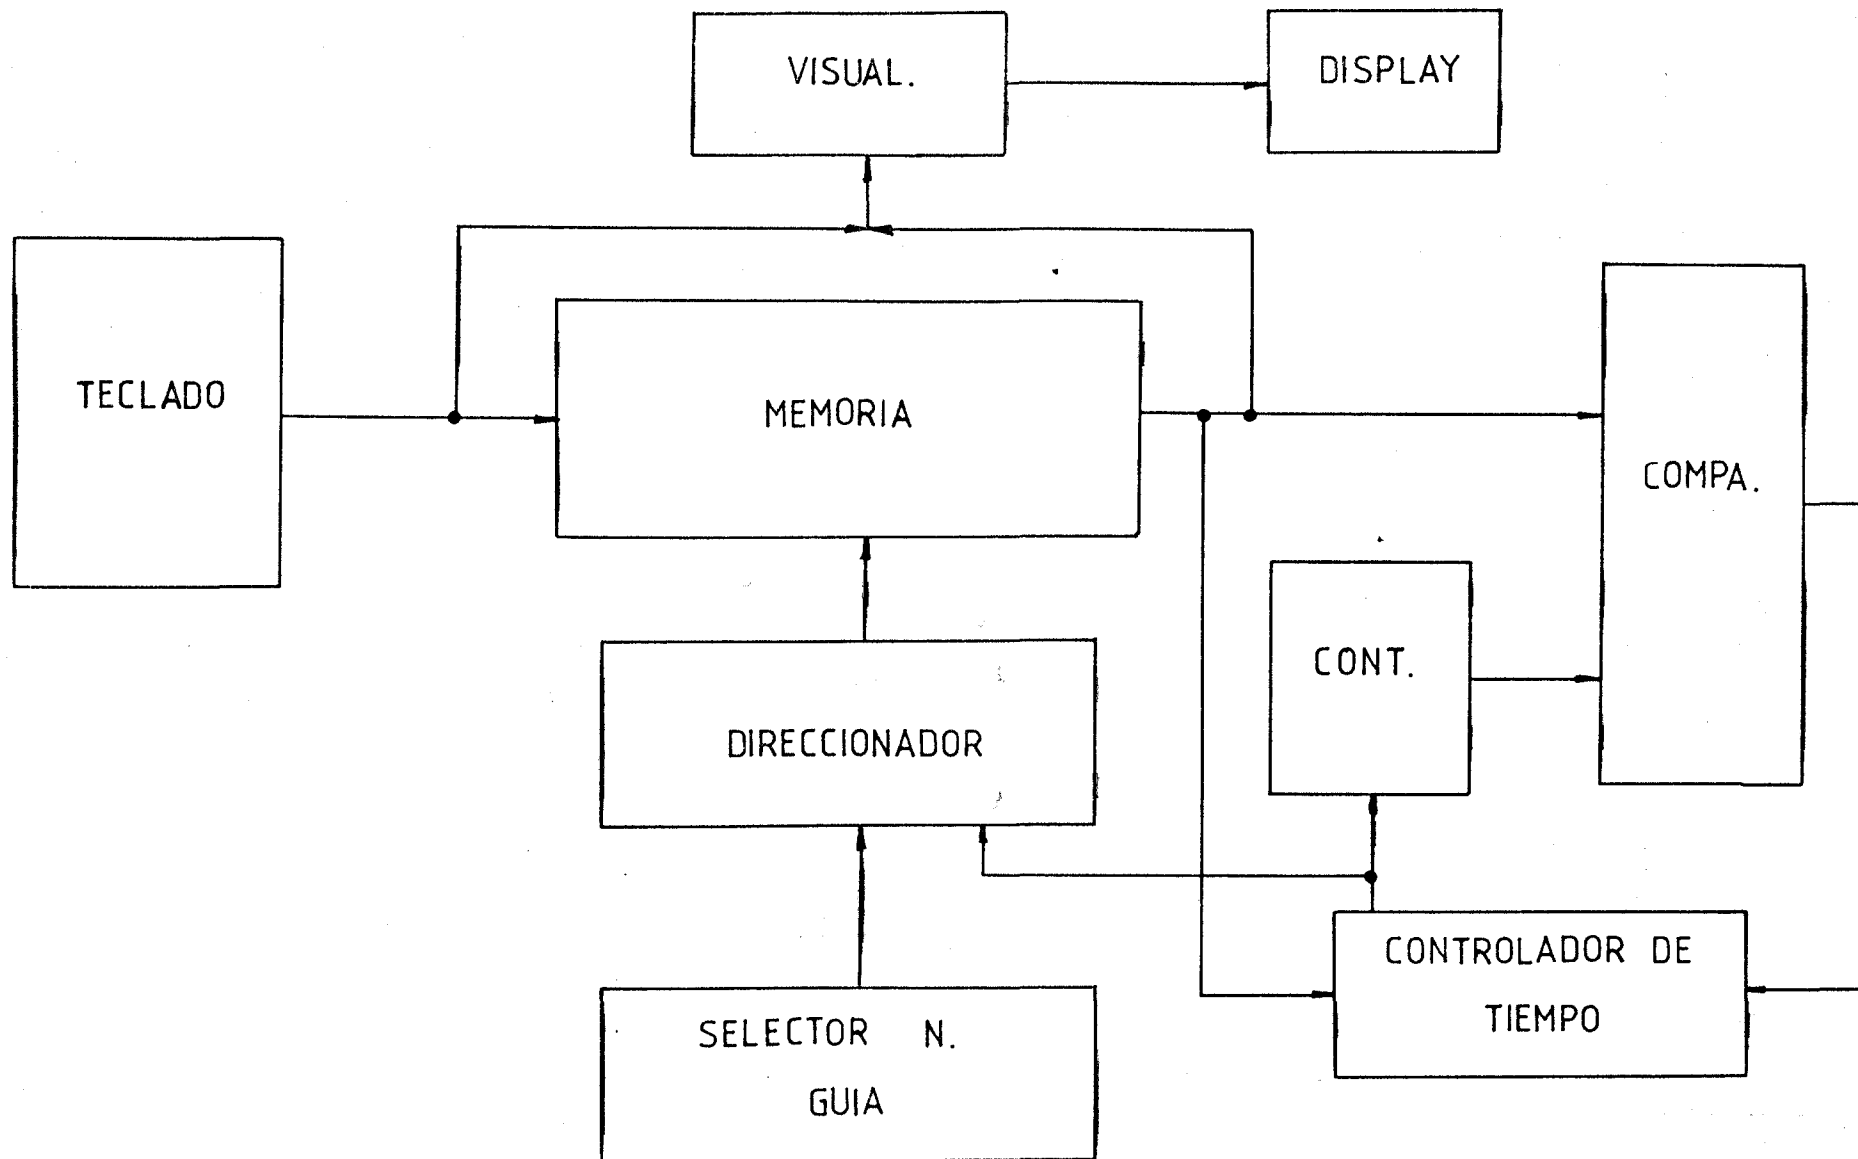 VISUAL.
DISPLAY
TECLADO
MEMORIA
COMPA.
CONT.
DIRECCIONADOR
CONTROLADOR DE
TIEMPO
SELECTOR N.
GUIA